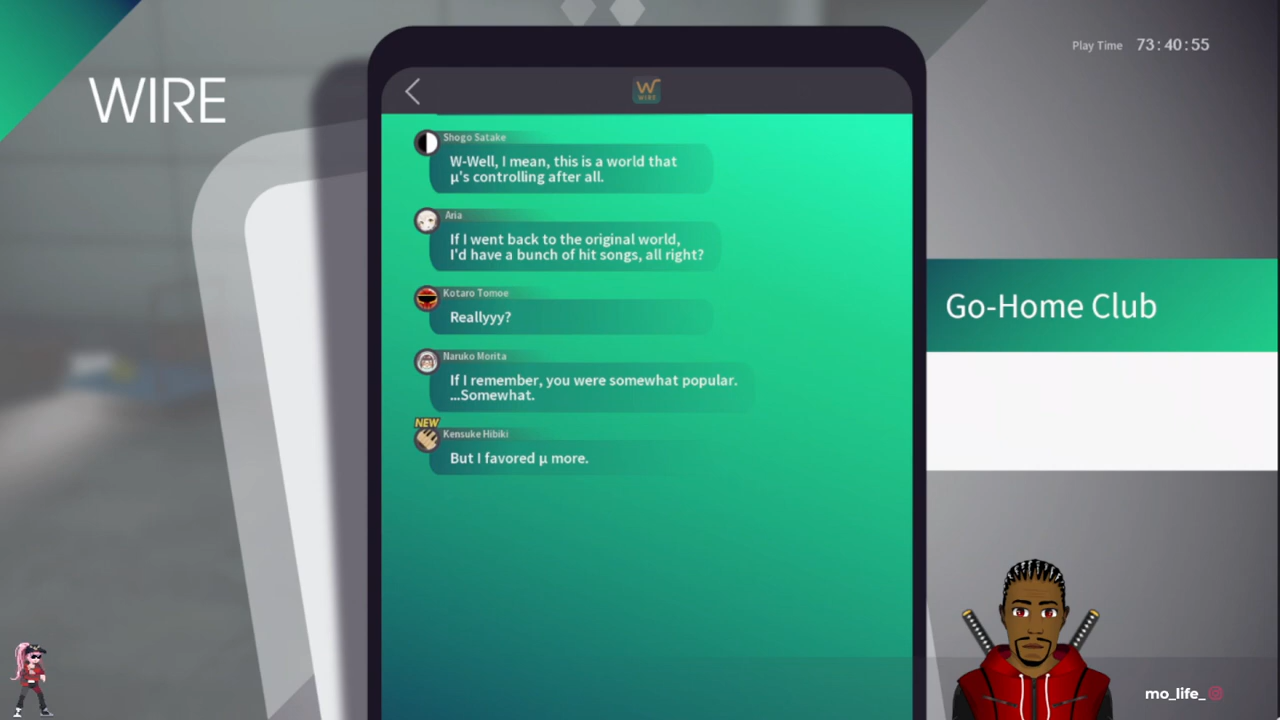 WIRE
Play Time 73:40:55
W
WIRE
Shogo Satake
W-Well, I mean, this is a world that
μ's controlling after all.
Aria
If I went back to the original world,
I'd have a bunch of hit songs, all right?
Kotaro Tomoe
Reallyyy?
Naruko Morita
If I remember, you were somewhat popular.
...Somewhat.
NEW
Kensuke Hibiki
But I favored μ more.
Go-Home Club
mo_life_